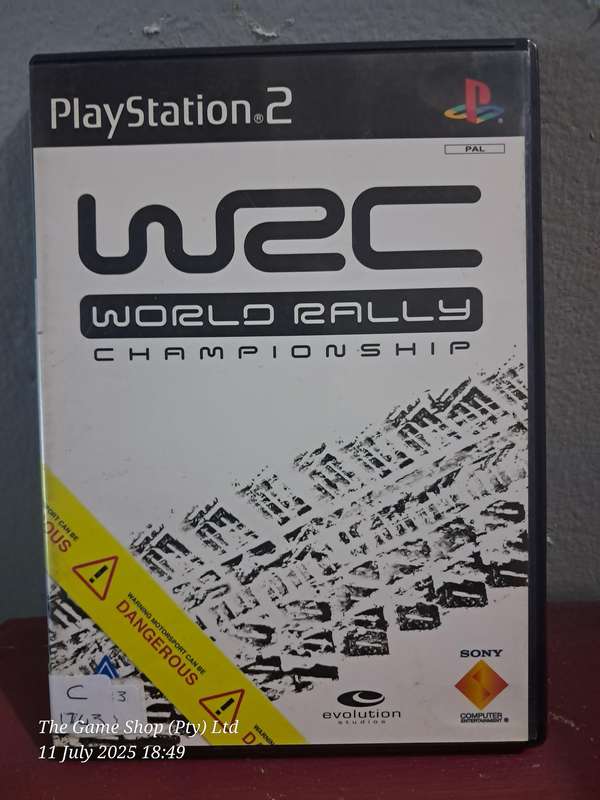 PlayStation®2
PAL
WRC
WORLD RALLY
CHAMPIONSHIP
WARNING MOTORSPORT CAN BE
DANGEROUS
SONY
COMPUTER
ENTERTAINMENT®
evolution
studios
C 3
The Game Shop (Pty) Ltd
11 July 2025 18:49